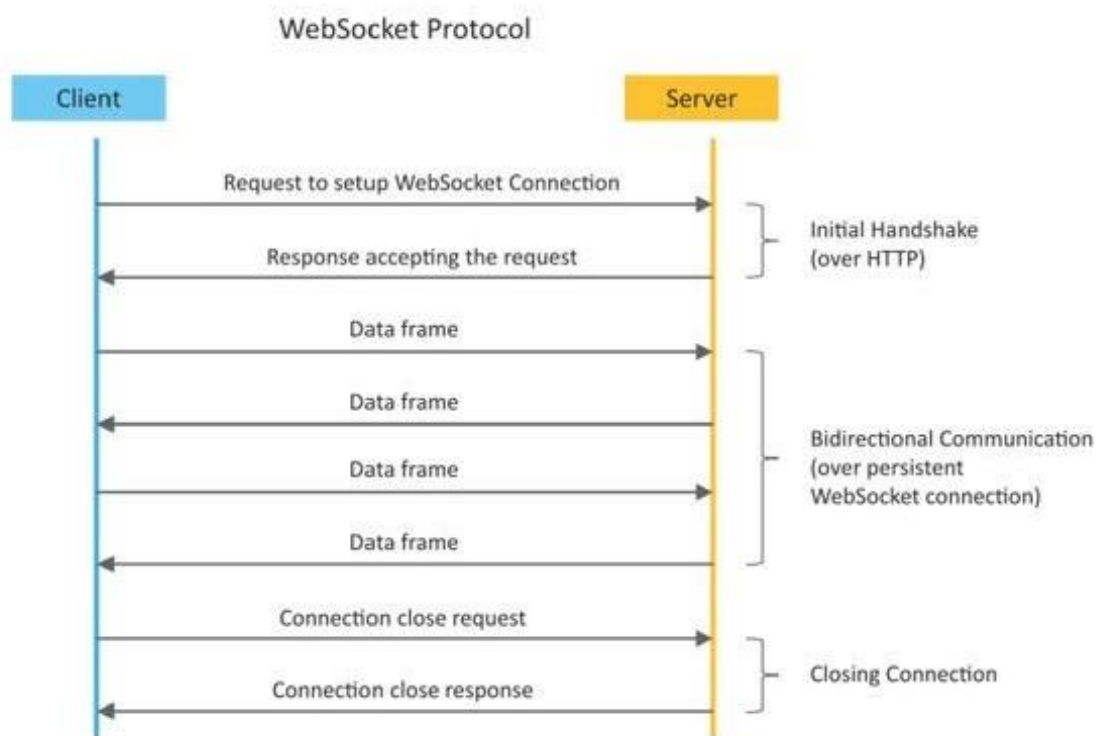 WebSocket Protocol
Client
Server
Request to setup WebSocket Connection
Response accepting the request
Initial Handshake
(over HTTP)
Data frame
Data frame
Data frame
Data frame
Bidirectional Communication
(over persistent
WebSocket connection)
Connection close request
Connection close response
Closing Connection